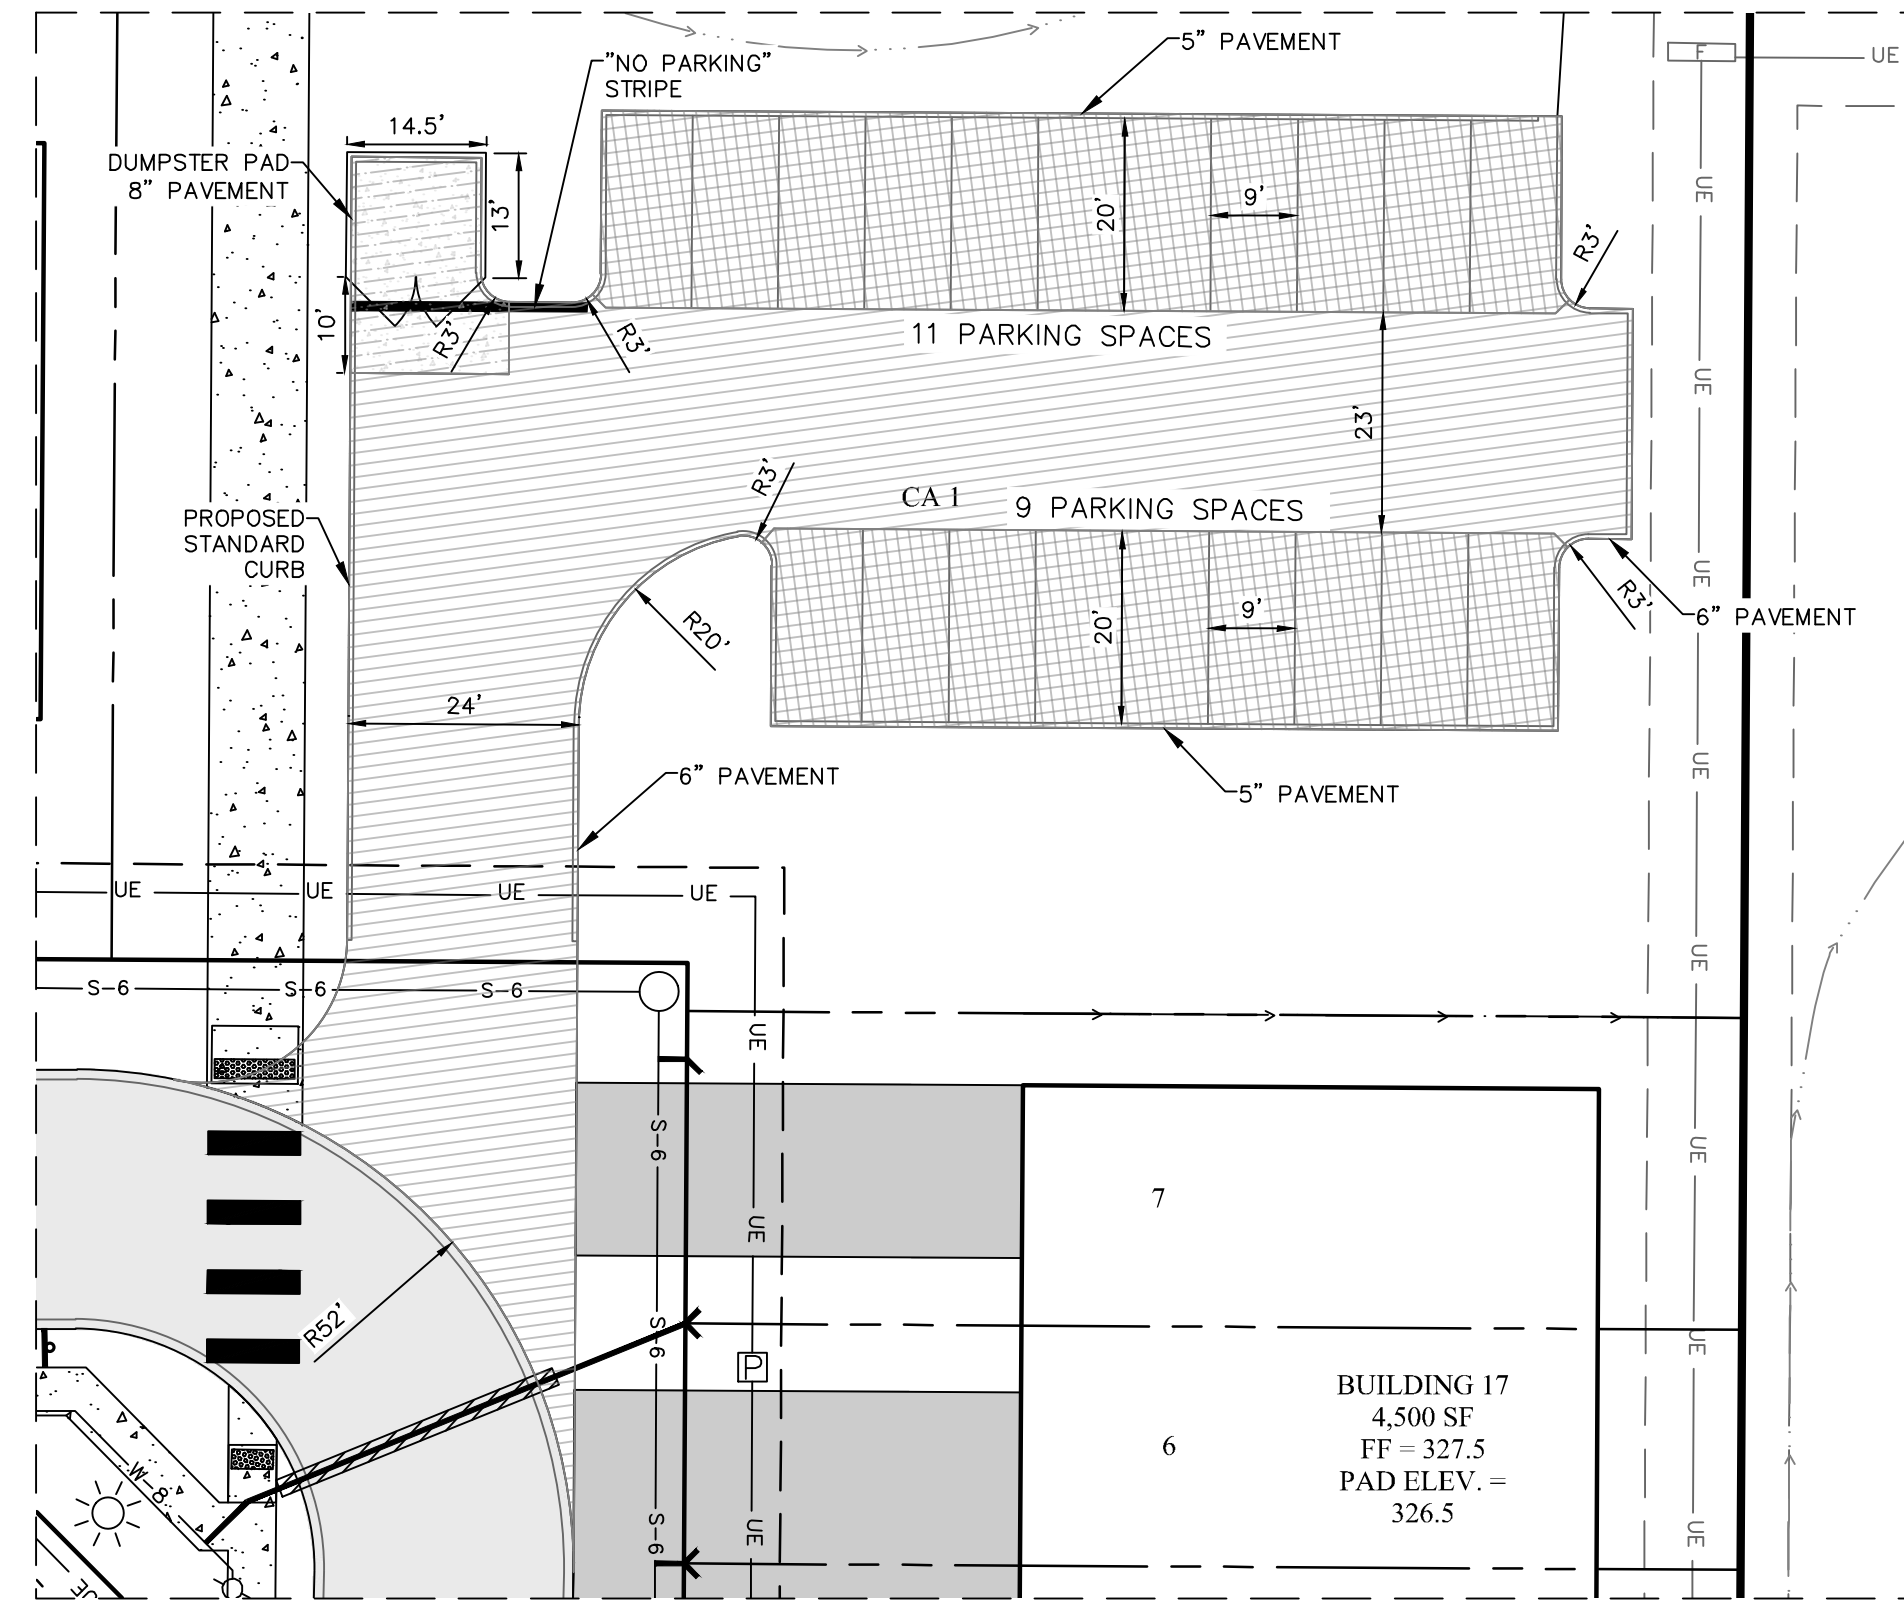 5” PAVEMENT
F
UE
"NO PARKING”
STRIPE
14.5’
DUMPSTER PAD
8” PAVEMENT
13’
20’
9’
UE
R3’
10’
R3’
R3’
11 PARKING SPACES
UE
23’
R3’
CA 1
9 PARKING SPACES
PROPOSED
STANDARD
CURB
UE
R20’
20’
9’
R3’
6” PAVEMENT
24’
6” PAVEMENT
5” PAVEMENT
UE
UE
UE
UE
UE
UE
S-6
S-6
S-6
UE
S-6
UE
7
UE
R52’
S-6
UE
P
BUILDING 17
4,500 SF
FF = 327.5
PAD ELEV. =
326.5
6
W-8
S-6
UE
UE
UE